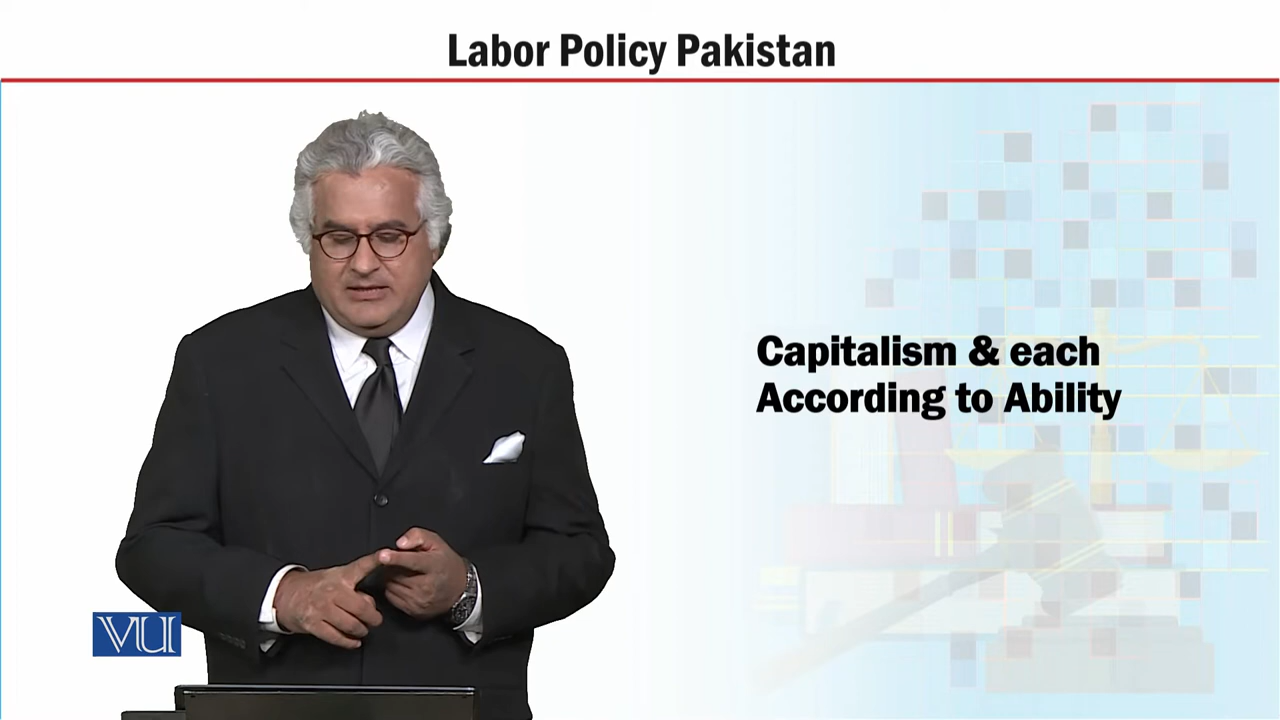 Labor Policy Pakistan
Capitalism & each
According to Ability
VU